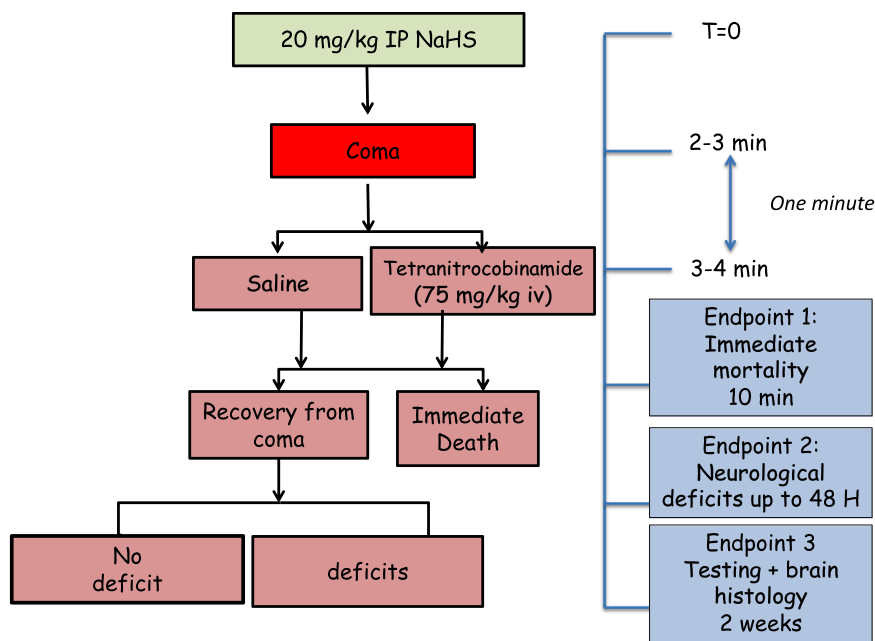 20 mg/kg IP NaHS
Coma
Saline
Tetranitrocobinamide
(75 mg/kg iv)
Recovery from
coma
Immediate
Death
No
deficit
deficits
T=0
2-3 min
One minute
3-4 min
Endpoint 1:
Immediate
mortality
10 min
Endpoint 2:
Neurological
deficits up to 48 H
Endpoint 3
Testing + brain
histology
2 weeks